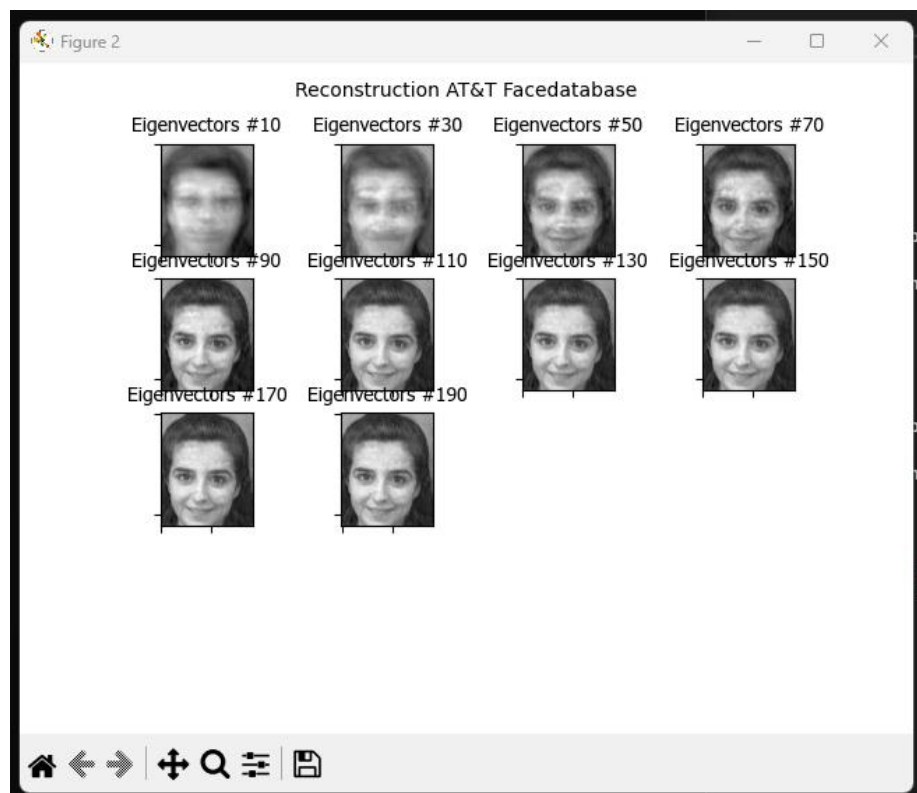 Figure 2
Reconstruction AT&T Facedatabase
Eigenvectors #10 Eigenvectors #30 Eigenvectors #50 Eigenvectors #70
Eigenvectors #90 Eigenvectors #110 Eigenvectors #130 Eigenvectors #150
Eigenvectors #170 Eigenvectors #190